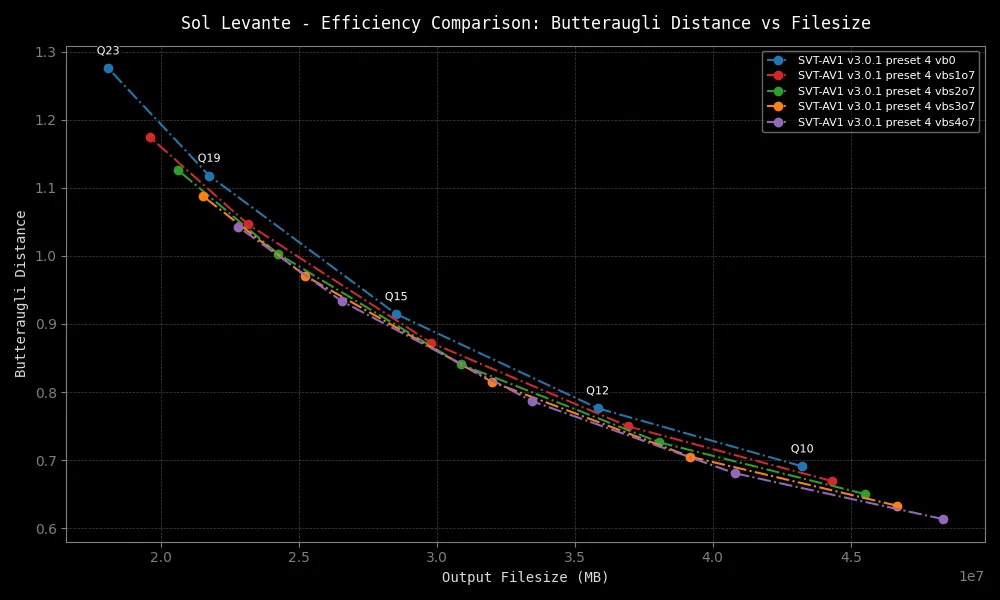 Sol Levante - Efficiency Comparison: Butteraugli Distance vs Filesize
1.3
1.2
1.1
1.0
0.9
0.8
0.7
0.6
Butteraugli Distance
Q23
Q19
Q15
Q12
Q10
SVT-AV1 v3.0.1 preset 4 vb0
SVT-AV1 v3.0.1 preset 4 vbs1o7
SVT-AV1 v3.0.1 preset 4 vbs2o7
SVT-AV1 v3.0.1 preset 4 vbs3o7
SVT-AV1 v3.0.1 preset 4 vbs4o7
2.0 2.5 3.0 3.5 4.0 4.5
1e7
Output Filesize (MB)